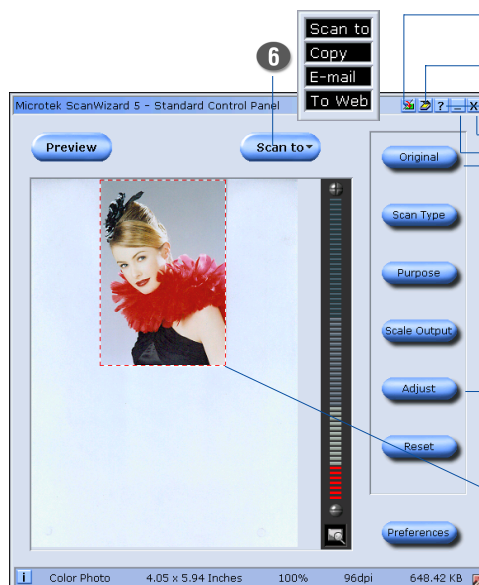 Scan to
Copy
E-mail
To Web
6
Microtek ScanWizard 5 - Standard Control Panel
? _ X
Preview
Scan to
Original
Scan Type
Purpose
Scale Output
Adjust
Reset
Preferences
i Color Photo 4.05 x 5.94 Inches 100% 96dpi 648.42 KB